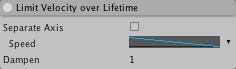 Limit Velocity over Lifetime
Separate Axis
Speed
Dampen 1